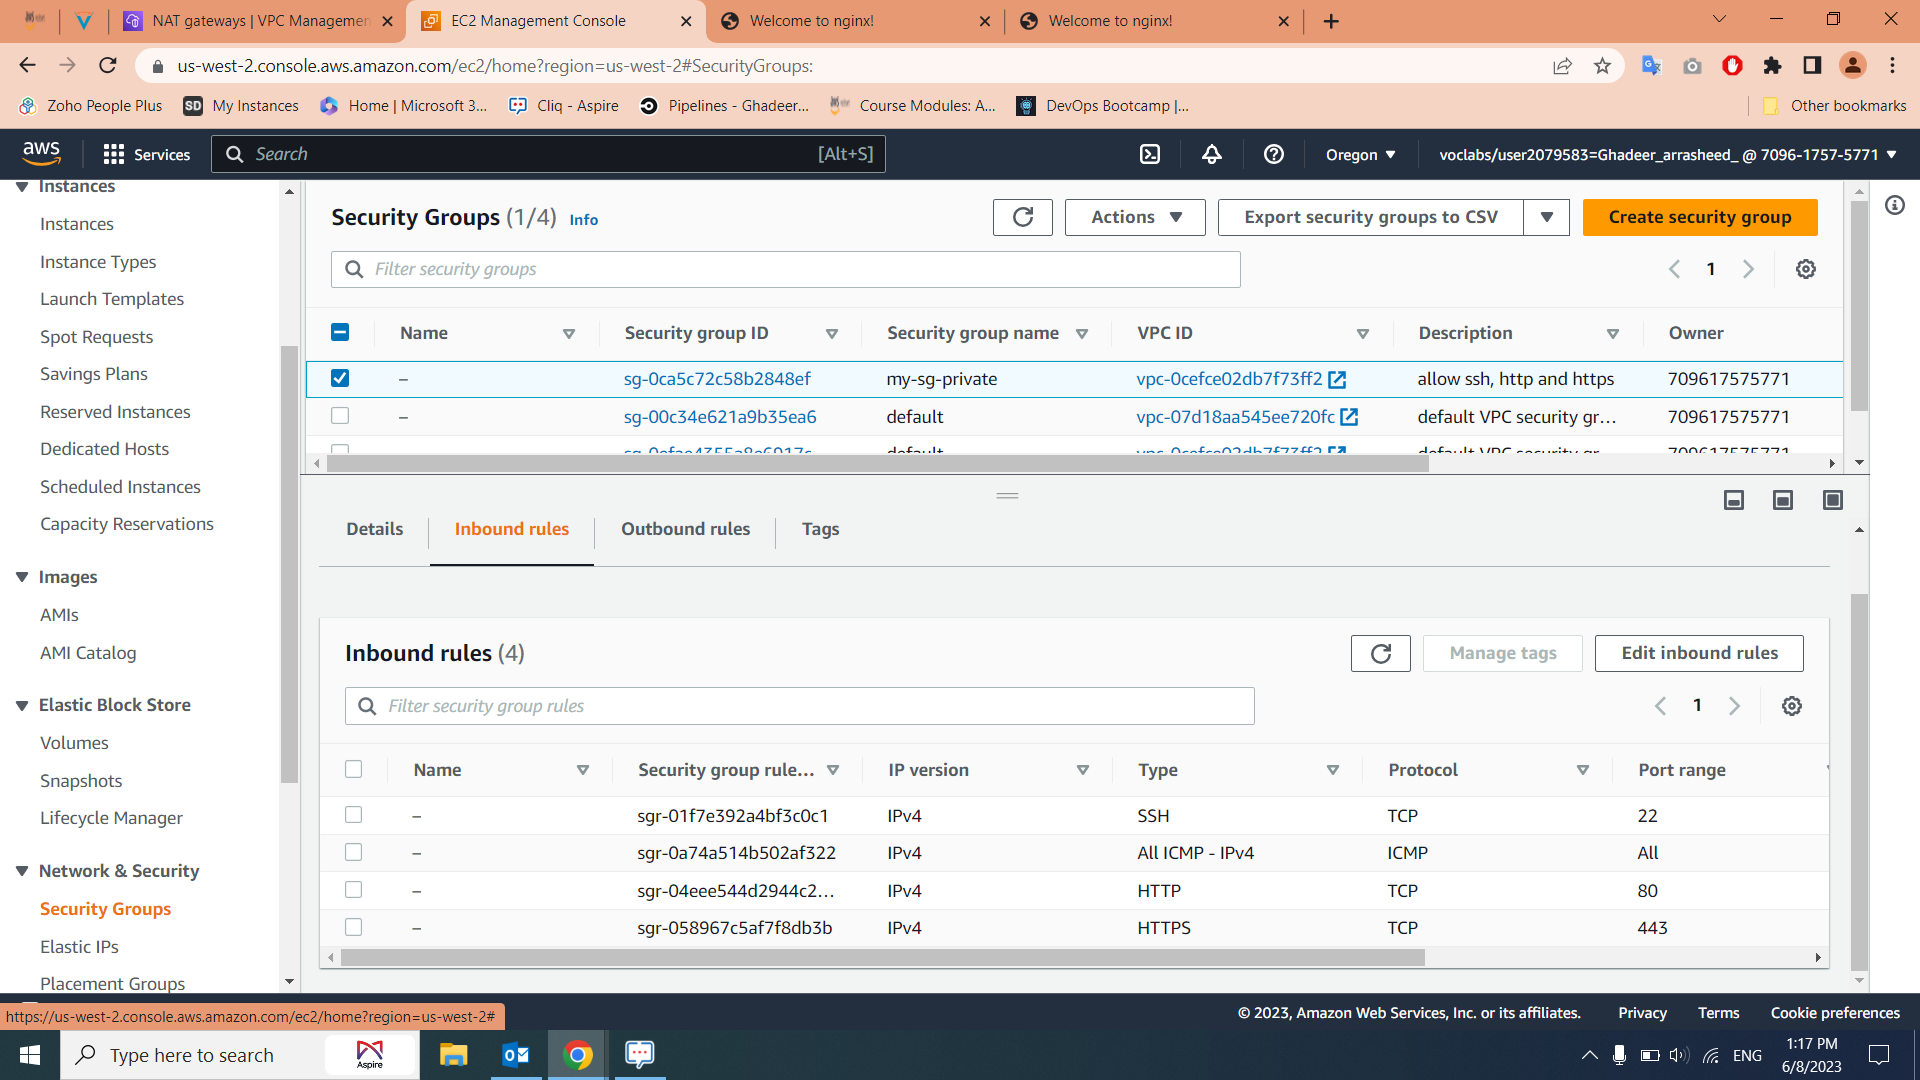 NAT gateways | VPC Managemen
EC2 Management Console
Welcome to nginx!
Welcome to nginx!
us-west-2.console.aws.amazon.com/ec2/home?region=us-west-2#SecurityGroups:
Zoho People Plus
SD My Instances
Home | Microsoft 3...
Cliq - Aspire
Pipelines - Ghadeer...
Course Modules: A...
DevOps Bootcamp |...
Other bookmarks
aws
Services
Search [Alt+S]
Oregon
voclabs/user2079583=Ghadeer_arrasheed_ @ 7096-1757-5771
Instances
Instances
Instance Types
Launch Templates
Spot Requests
Savings Plans
Reserved Instances
Dedicated Hosts
Scheduled Instances
Capacity Reservations
Images
AMIs
AMI Catalog
Elastic Block Store
Volumes
Snapshots
Lifecycle Manager
Network & Security
Security Groups
Elastic IPs
Placement Groups
Security Groups (1/4) Info
Actions
Export security groups to CSV
Create security group
Filter security groups
1
Name Security group ID Security group name VPC ID Description Owner
– sg-0ca5c72c58b2848ef my-sg-private vpc-0cefce02db7f73ff2 allow ssh, http and https 709617575771
– sg-00c34e621a9b35ea6 default vpc-07d18aa545ee720fc default VPC security gr... 709617575771
default vpc-0cefce02db7f73ff2 default VPC security gr 709617575771
Details
Inbound rules
Outbound rules
Tags
Inbound rules (4)
Manage tags
Edit inbound rules
Filter security group rules
1
Name Security group rule... IP version Type Protocol Port range
– sgr-01f7e392a4bf3c0c1 IPv4 SSH TCP 22
– sgr-0a74a514b502af322 IPv4 All ICMP - IPv4 ICMP All
– sgr-04eee544d2944c2... IPv4 HTTP TCP 80
– sgr-058967c5af7f8db3b IPv4 HTTPS TCP 443
https://us-west-2.console.aws.amazon.com/ec2/home?region=us-west-2#
© 2023, Amazon Web Services, Inc. or its affiliates.
Privacy
Terms
Cookie preferences
Type here to search
Aspire
ENG
1:17 PM
6/8/2023